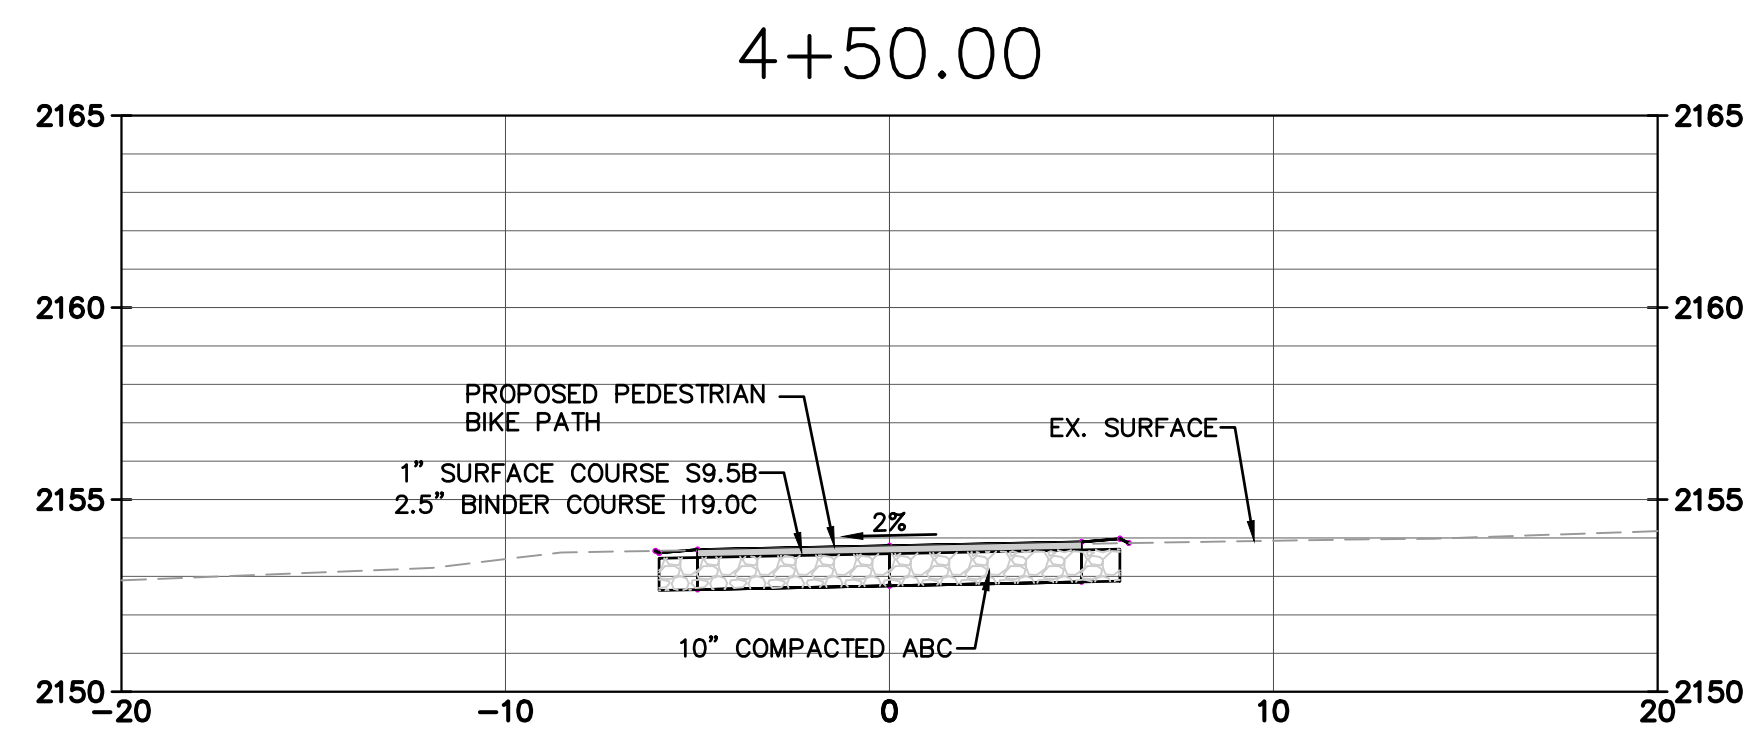 4+50.00
2165 2165
2160 2160
PROPOSED PEDESTRIAN
BIKE PATH
EX. SURFACE
1” SURFACE COURSE S9.5B
2.5” BINDER COURSE I19.0C
2155 2155
2%
10” COMPACTED ABC
2150 2150
-20 -10 0 10 20